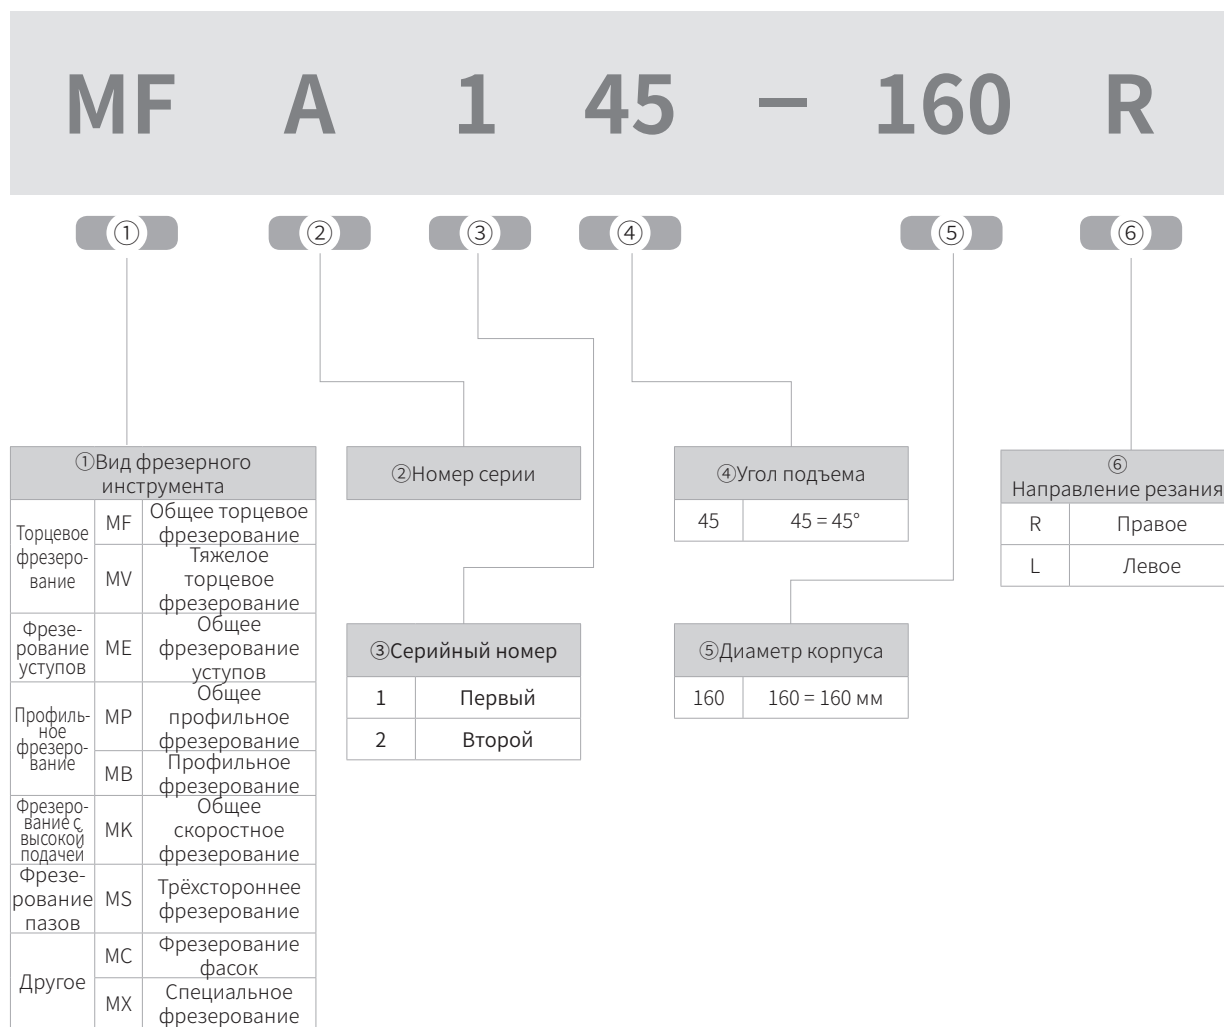 MF A 1 45 – 160 R
① ② ③ ④ ⑤ ⑥
①Вид фрезерного
инструмента
Торцевое
фрезеро-
вание
MF
Общее торцевое
фрезерование
MV
Тяжелое
торцевое
фрезерование
Фрезе-
рование
уступов
ME
Общее
фрезерование
уступов
Профиль-
ное
фрезеро-
вание
MP
Общее
профильное
фрезерование
MB
Профильное
фрезерование
Фрезеро-
вание с
высокой
подачей
MK
Общее
скоростное
фрезерование
Фрезе-
рование
пазов
MS
Трёхстороннее
фрезерование
Другое
MC
Фрезерование
фасок
MX
Специальное
фрезерование
②Номер серии
③Серийный номер
1 Первый
2 Второй
④Угол подъема
45 45 = 45°
⑤Диаметр корпуса
160 160 = 160 мм
⑥
Направление резания
R Правое
L Левое